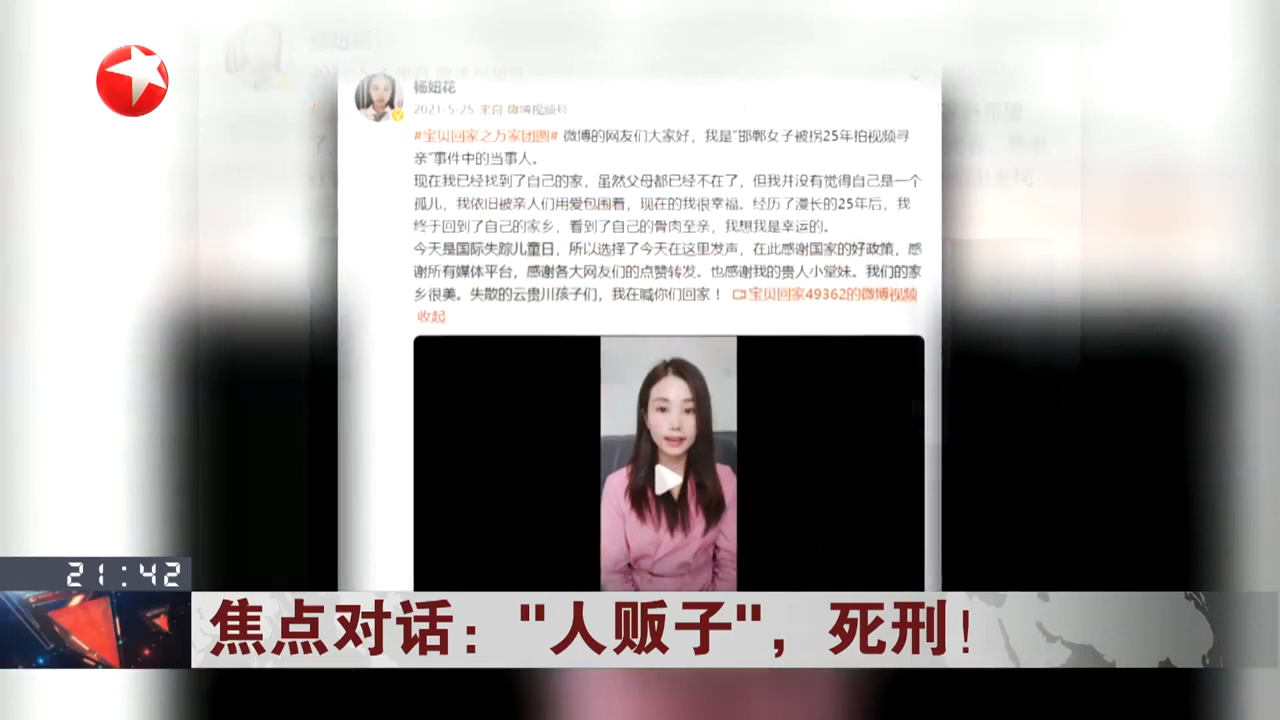 杨妞花
2021-5-25 来自 微博视频号
#宝贝回家之万家团圆# 微博的网友们大家好，我是“邯郸女子被拐25年拍视频寻
亲”事件中的当事人。
现在我已经找到了自己的家，虽然父母都已经不在了，但我并没有觉得自己是一个
孤儿，我依旧被亲人们用爱包围着，现在的我很幸福。经历了漫长的25年后，我
终于回到了自己的家乡，看到了自己的骨肉至亲，我想我是幸运的。
今天是国际失踪儿童日，所以选择了今天在这里发声，在此感谢国家的好政策，感
谢所有媒体平台，感谢各大网友们的点赞转发。也感谢我的贵人小堂妹。我们的家
乡很美。失散的云贵川孩子们，我在喊你们回家！ 宝贝回家49362的微博视频
收起
21:42
焦点对话："人贩子"，死刑！